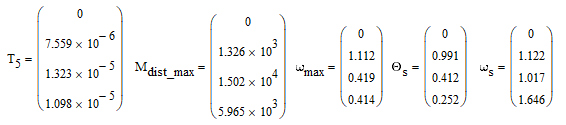 T5 = ( 0 7.559 × 10^-6 1.323 × 10^-5 1.098 × 10^-5 ) Mdist_max = ( 0 1.326 × 10^3 1.502 × 10^4 5.965 × 10^3 ) ωmax = ( 0 1.112 0.419 0.414 ) Θs = ( 0 0.991 0.412 0.252 ) ωs = ( 0 1.122 1.017 1.646 )